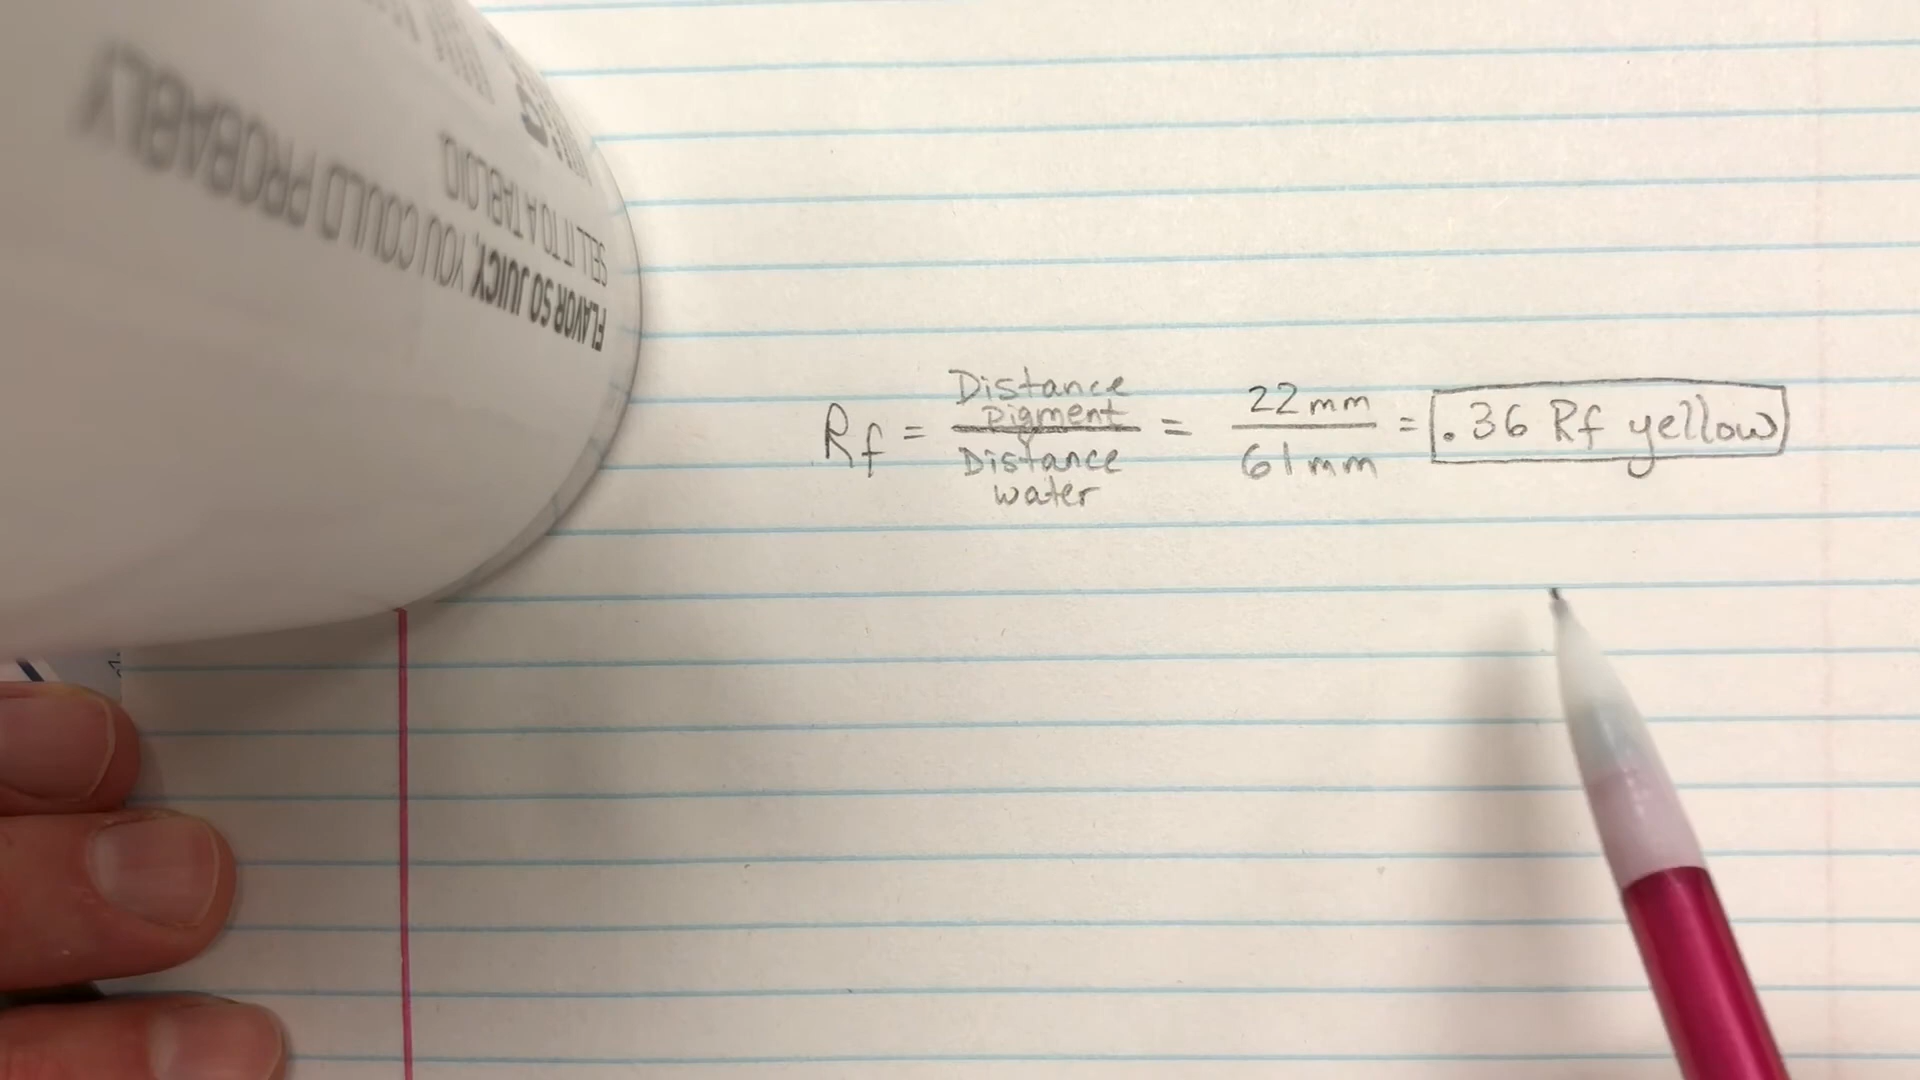 FLAVOR SO JUICY, YOU COULD PROBABLY
SELL IT TO A TABLOID.
Rf = Distance pigment / Distance water = 22mm / 61mm = .36 Rf yellow